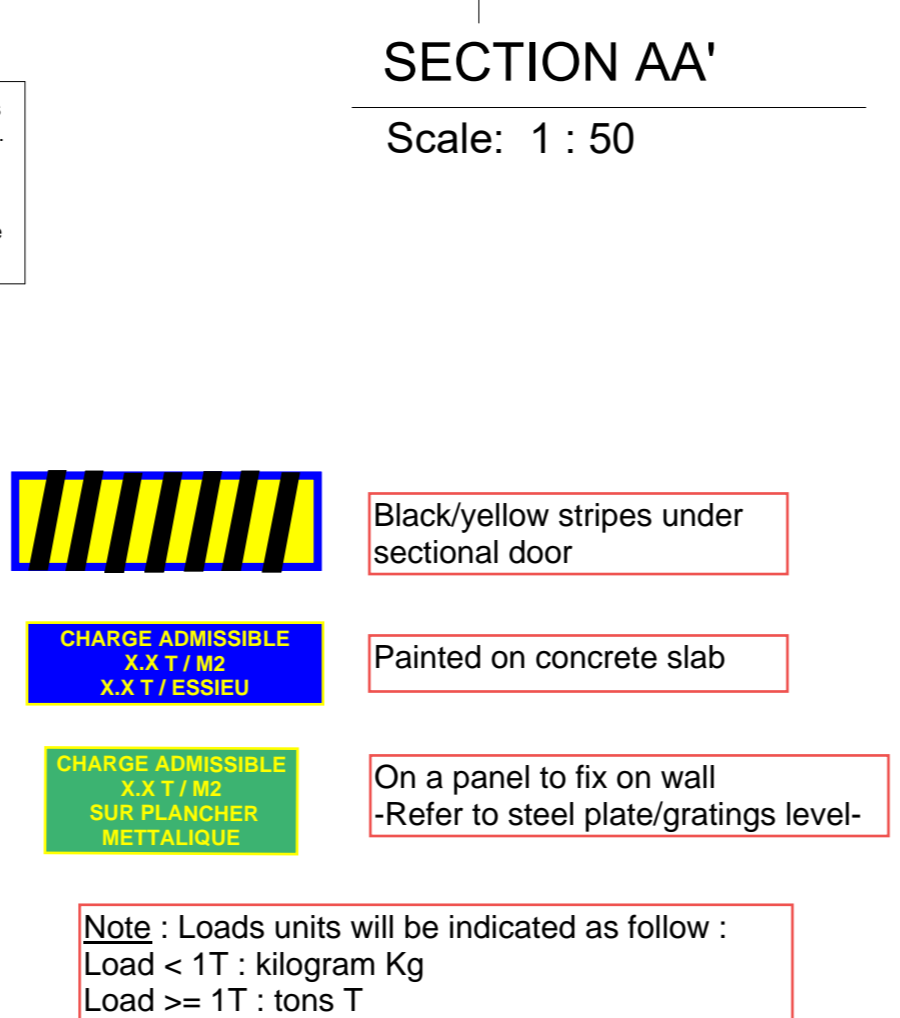 SECTION AA'
Scale: 1 : 50
Black/yellow stripes under
sectional door
CHARGE ADMISSIBLE
X.X T / M2
X.X T / ESSIEU
Painted on concrete slab
CHARGE ADMISSIBLE
X.X T / M2
SUR PLANCHER
METTALIQUE
On a panel to fix on wall
-Refer to steel plate/gratings level-
Note : Loads units will be indicated as follow :
Load < 1T : kilogram Kg
Load >= 1T : tons T